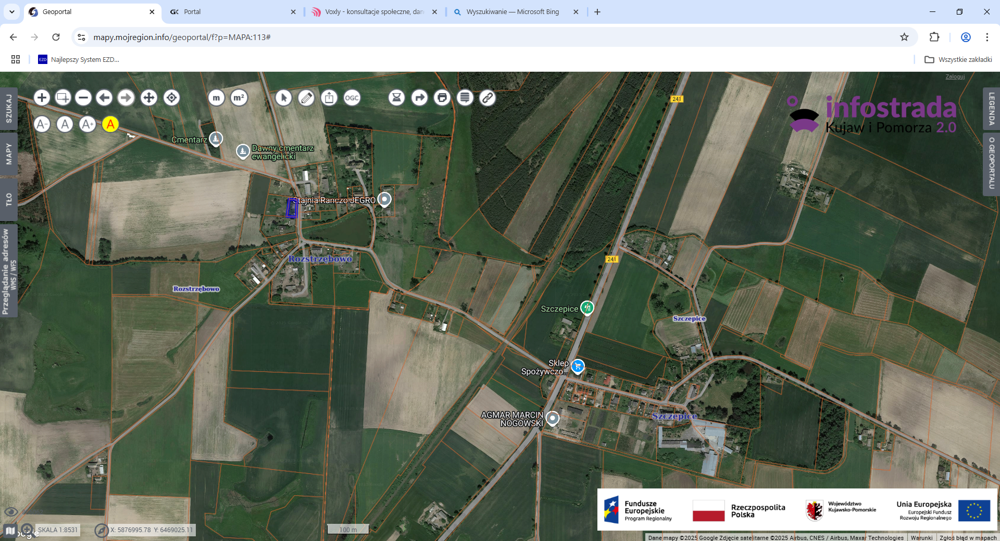 Geoportal
GK Portal
Voxly - konsultacje społeczne, dan
Wyszukiwanie — Microsoft Bing
mapy.mojregion.info/geoportal/f?p=MAPA:113#
EZD Najlepszy System EZD...
Wszystkie zakładki
Zaloguj
SZUKAJ
MAPY
TŁO
Przeglądanie adresów
WMS / WFS
LEGENDA
O GEOPORTALU
m
m²
OGC
A-
A
A+
A
infostrada
Kujaw i Pomorza 2.0
241
Cmentarz
Dawny cmentarz
ewangelicki
Stajnia Ranczo JEGRO
Rozstrzębowo
241
Rozstrzębowo
Szczepice
Szczepice
Sklep
Spożywczo...
AGMAR MARCIN
NOGOWSKI
Szczepice
Fundusze
Europejskie
Program Regionalny
Rzeczpospolita
Polska
Województwo
Kujawsko-Pomorskie
Unia Europejska
Europejski Fundusz
Rozwoju Regionalnego
SKALA 1:8531
X: 5876995.78 Y: 6469025.11
100 m
Dane mapy ©2025 Google Zdjęcie satelitarne ©2025 Airbus, CNES / Airbus, Maxar Technologies
Warunki
Zgłoś błąd w mapach